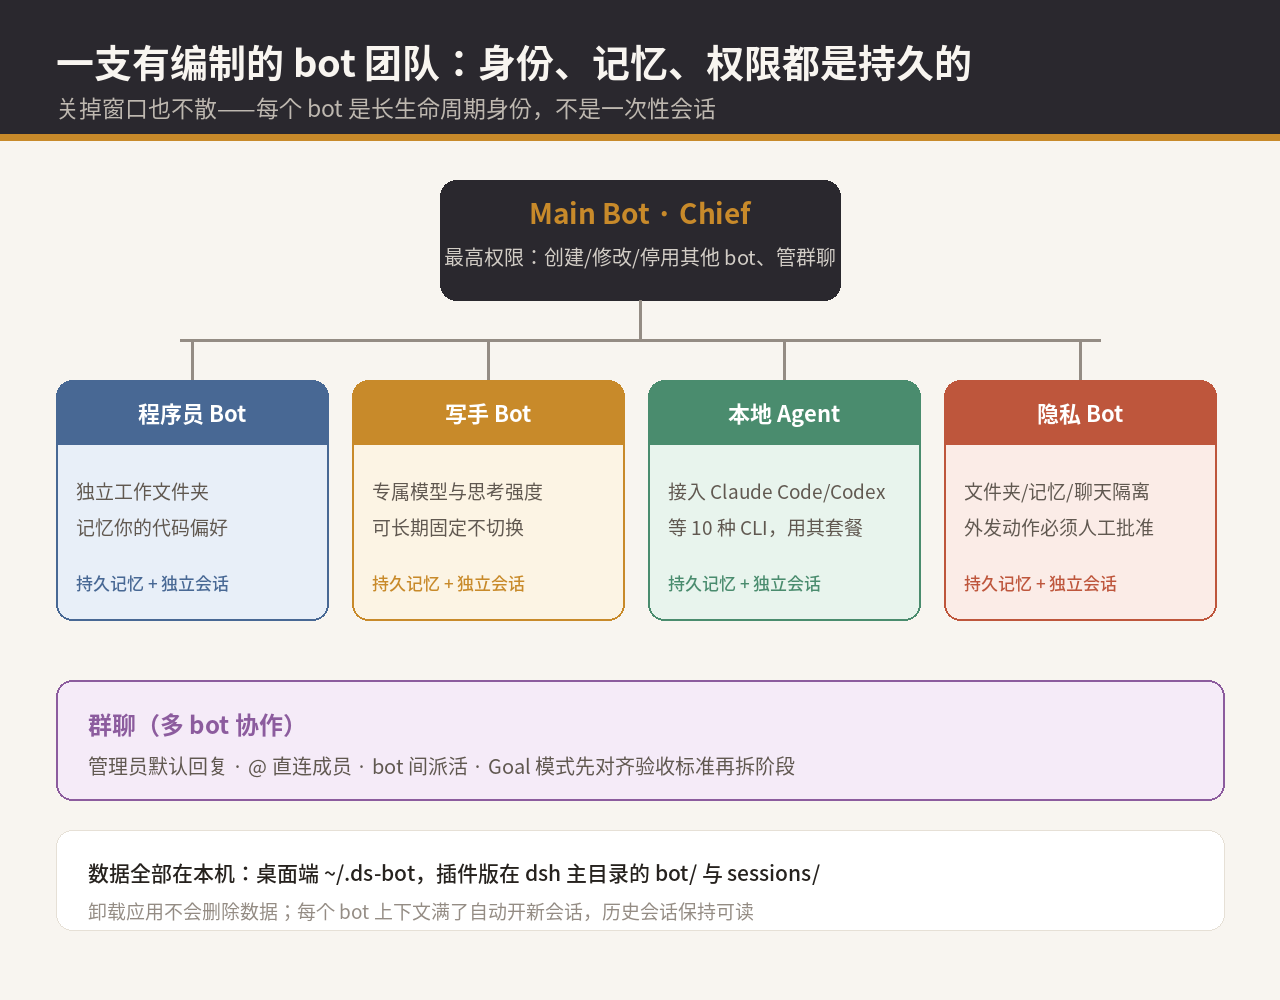 一支有编制的 bot 团队：身份、记忆、权限都是持久的
关掉窗口也不散——每个 bot 是长生命周期身份，不是一次性会话
Main Bot · Chief
最高权限：创建/修改/停用其他 bot、管群聊
程序员 Bot
独立工作文件夹
记忆你的代码偏好
持久记忆 + 独立会话
写手 Bot
专属模型与思考强度
可长期固定不切换
持久记忆 + 独立会话
本地 Agent
接入 Claude Code/Codex
等 10 种 CLI，用其套餐
持久记忆 + 独立会话
隐私 Bot
文件夹/记忆/聊天隔离
外发动作必须人工批准
持久记忆 + 独立会话
群聊（多 bot 协作）
管理员默认回复 · @ 直连成员 · bot 间派活 · Goal 模式先对齐验收标准再拆阶段
数据全部在本机：桌面端 ~/.ds-bot，插件版在 dsh 主目录的 bot/ 与 sessions/
卸载应用不会删除数据；每个 bot 上下文满了自动开新会话，历史会话保持可读